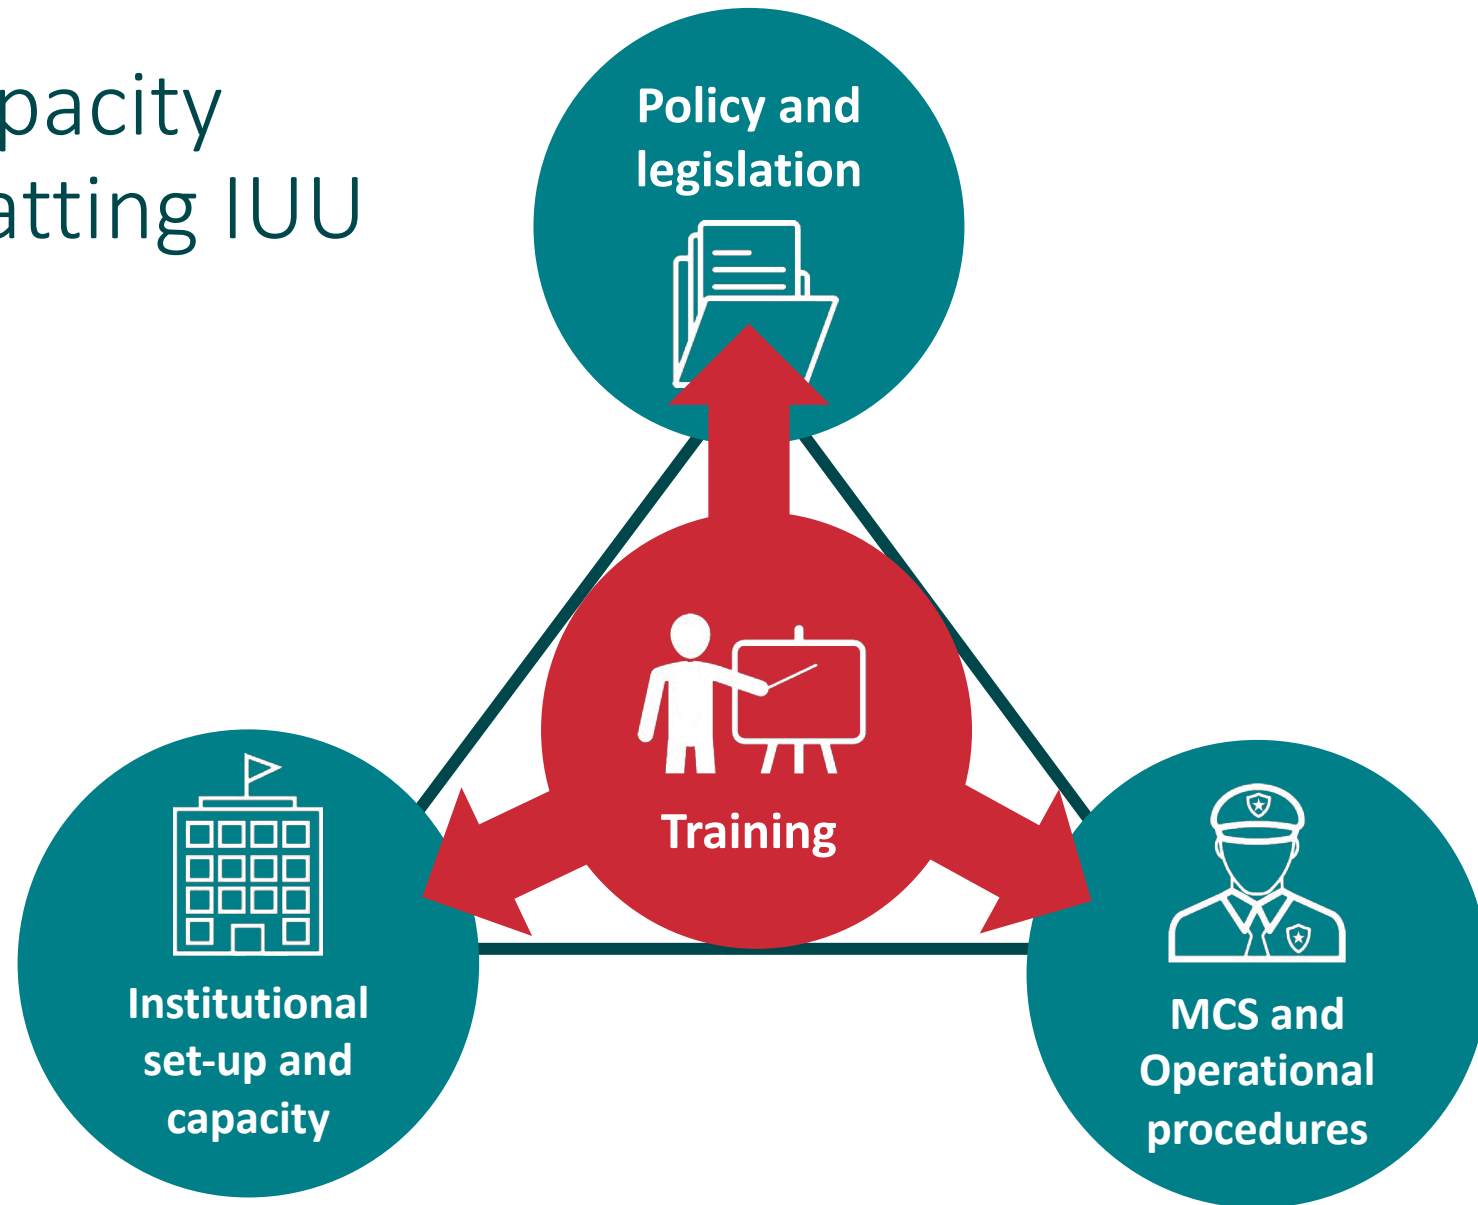 pacity
atting IUU
Policy and
legislation
Training
Institutional
set-up and
capacity
MCS and
Operational
procedures